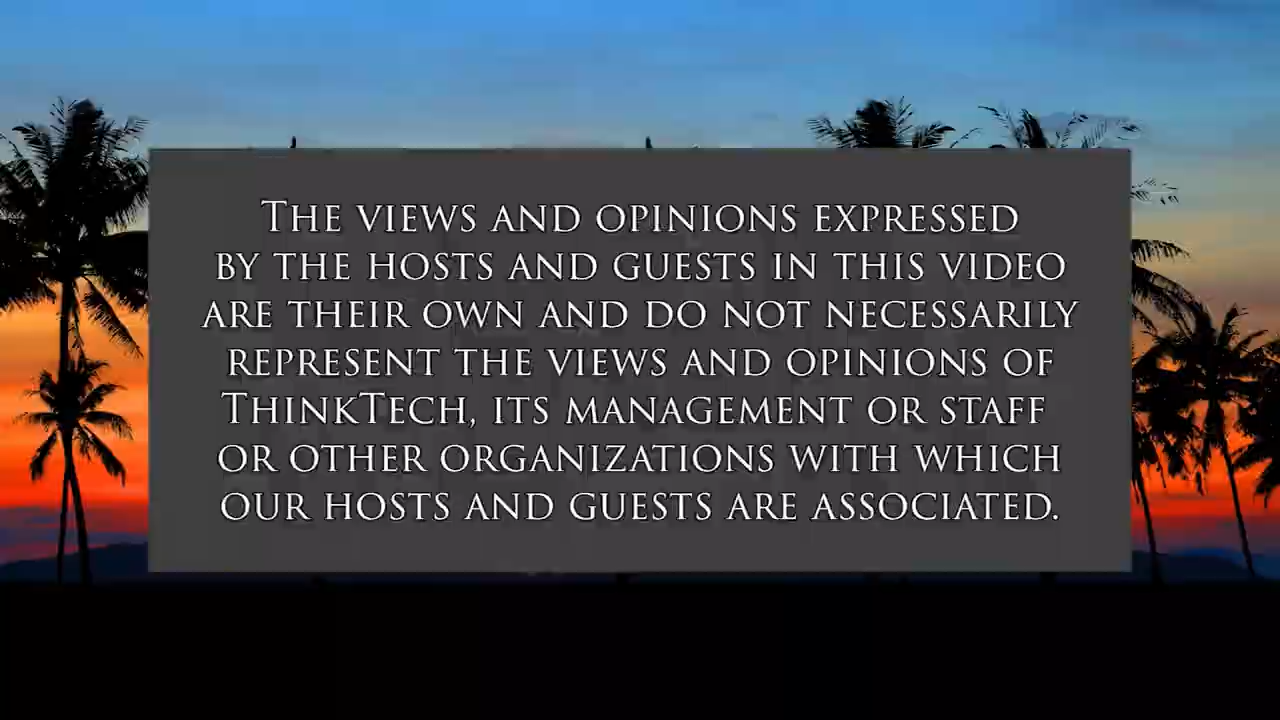 The views and opinions expressed
by the hosts and guests in this video
are their own and do not necessarily
represent the views and opinions of
ThinkTech, its management or staff
or other organizations with which
our hosts and guests are associated.